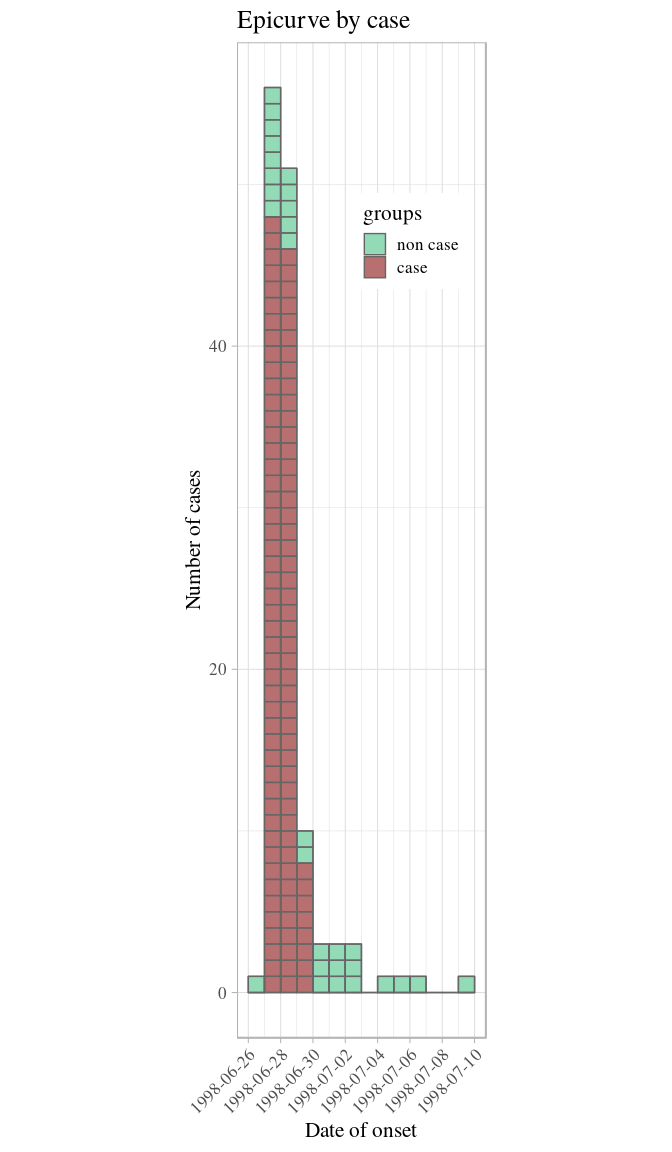 Epicurve by case
groups
non case
case
40
20
0
Number of cases
1998-06-26
1998-06-28
1998-06-30
1998-07-02
1998-07-04
1998-07-06
1998-07-08
1998-07-10
Date of onset